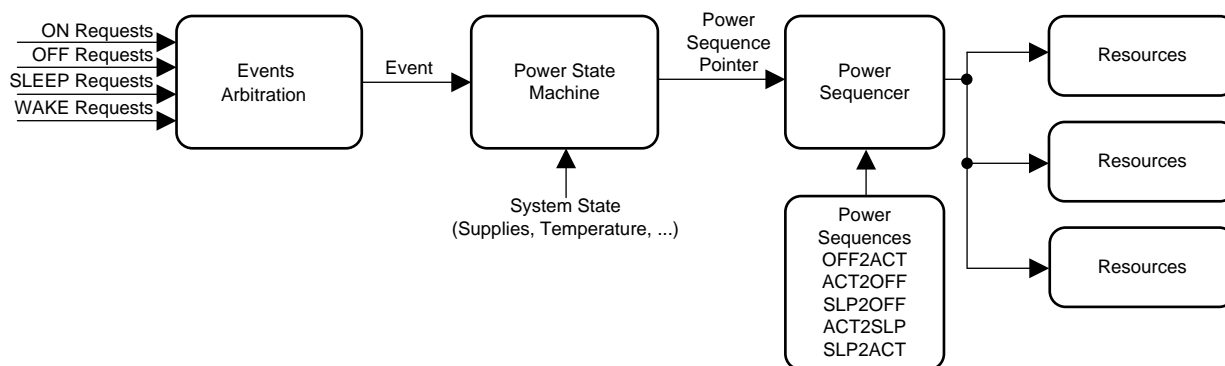 ON Requests
OFF Requests
SLEEP Requests
WAKE Requests
Events
Arbitration
Event
Power State
Machine
System State
(Supplies, Temperature, ...)
Power
Sequence
Pointer
Power
Sequencer
Power
Sequences
OFF2ACT
ACT2OFF
SLP2OFF
ACT2SLP
SLP2ACT
Resources
Resources
Resources